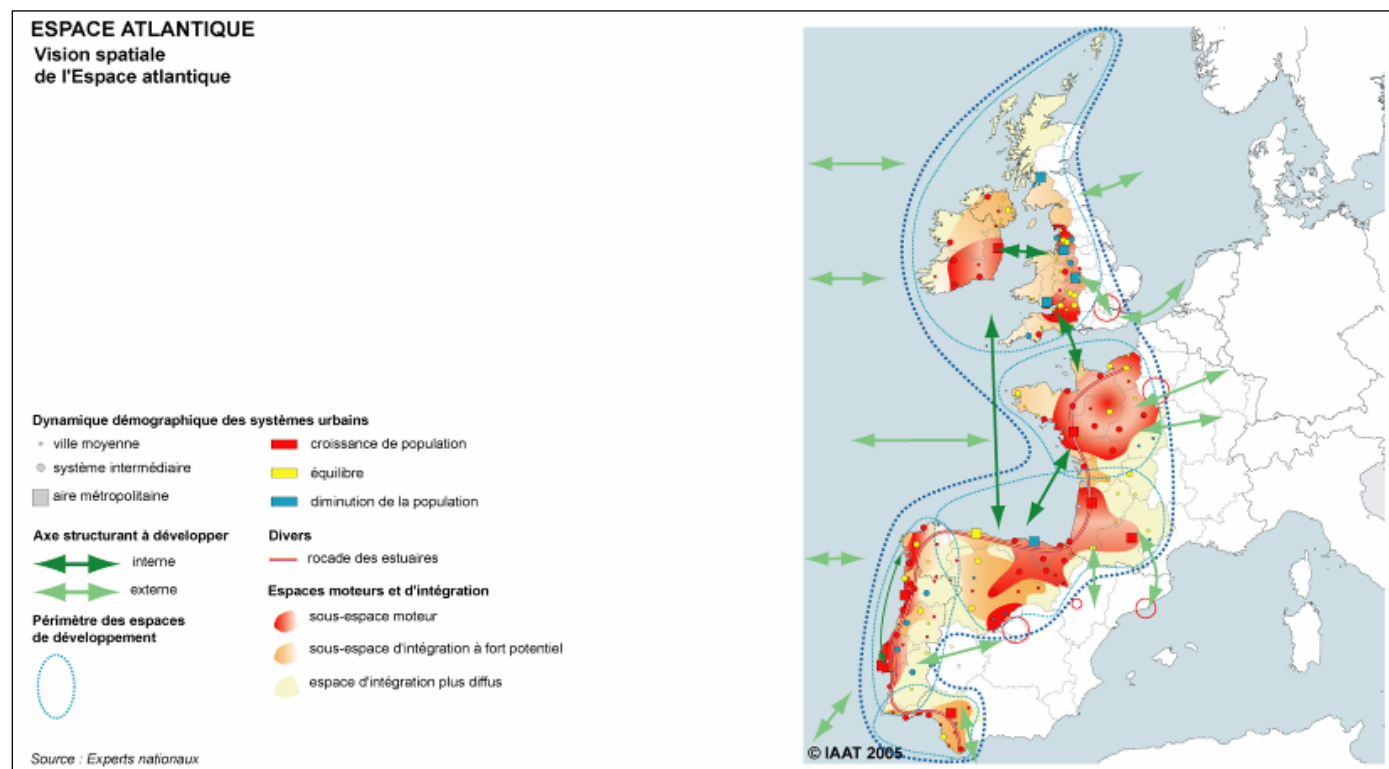 ESPACE ATLANTIQUE
Vision spatiale
de l'Espace atlantique
Dynamique démographique des systèmes urbains
ville moyenne
système intermédiaire
aire métropolitaine
croissance de population
équilibre
diminution de la population
Axe structurant à développer
interne
externe
Périmètre des espaces
de développement
Divers
rocade des estuaires
Espaces moteurs et d'intégration
sous-espace moteur
sous-espace d'intégration à fort potentiel
espace d'intégration plus diffus
Source : Experts nationaux
© IAAT 2005